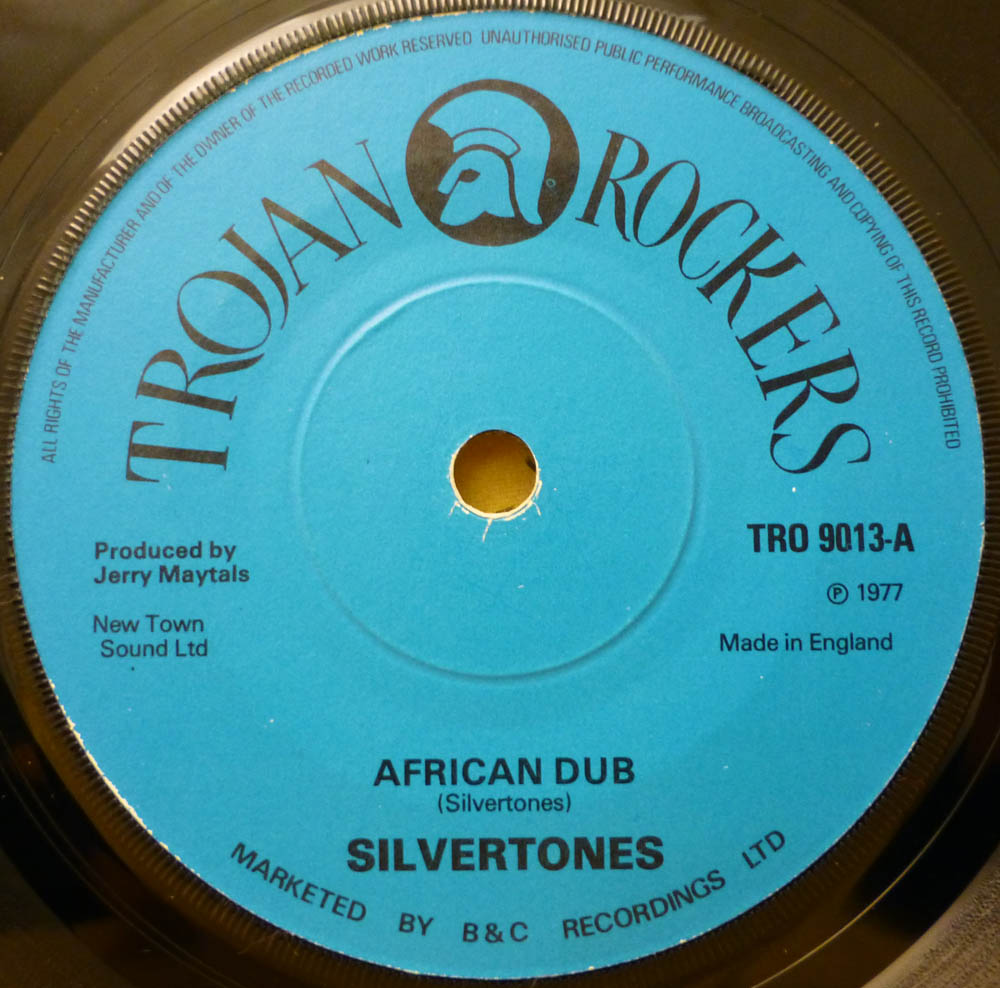 ALL RIGHTS OF THE MANUFACTURER AND OF THE OWNER OF THE RECORDED WORK RESERVED UNAUTHORISED PUBLIC PERFORMANCE BROADCASTING AND COPYING OF THIS RECORD PROHIBITED
TROJAN ROCKERS
Produced by
Jerry Maytals
New Town
Sound Ltd
TRO 9013-A
℗ 1977
Made in England
AFRICAN DUB
(Silvertones)
SILVERTONES
MARKETED BY B & C RECORDINGS LTD